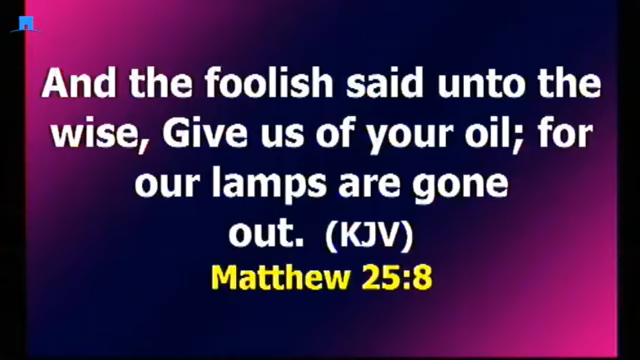 And the foolish said unto the
wise, Give us of your oil; for
our lamps are gone
out. (KJV)
Matthew 25:8